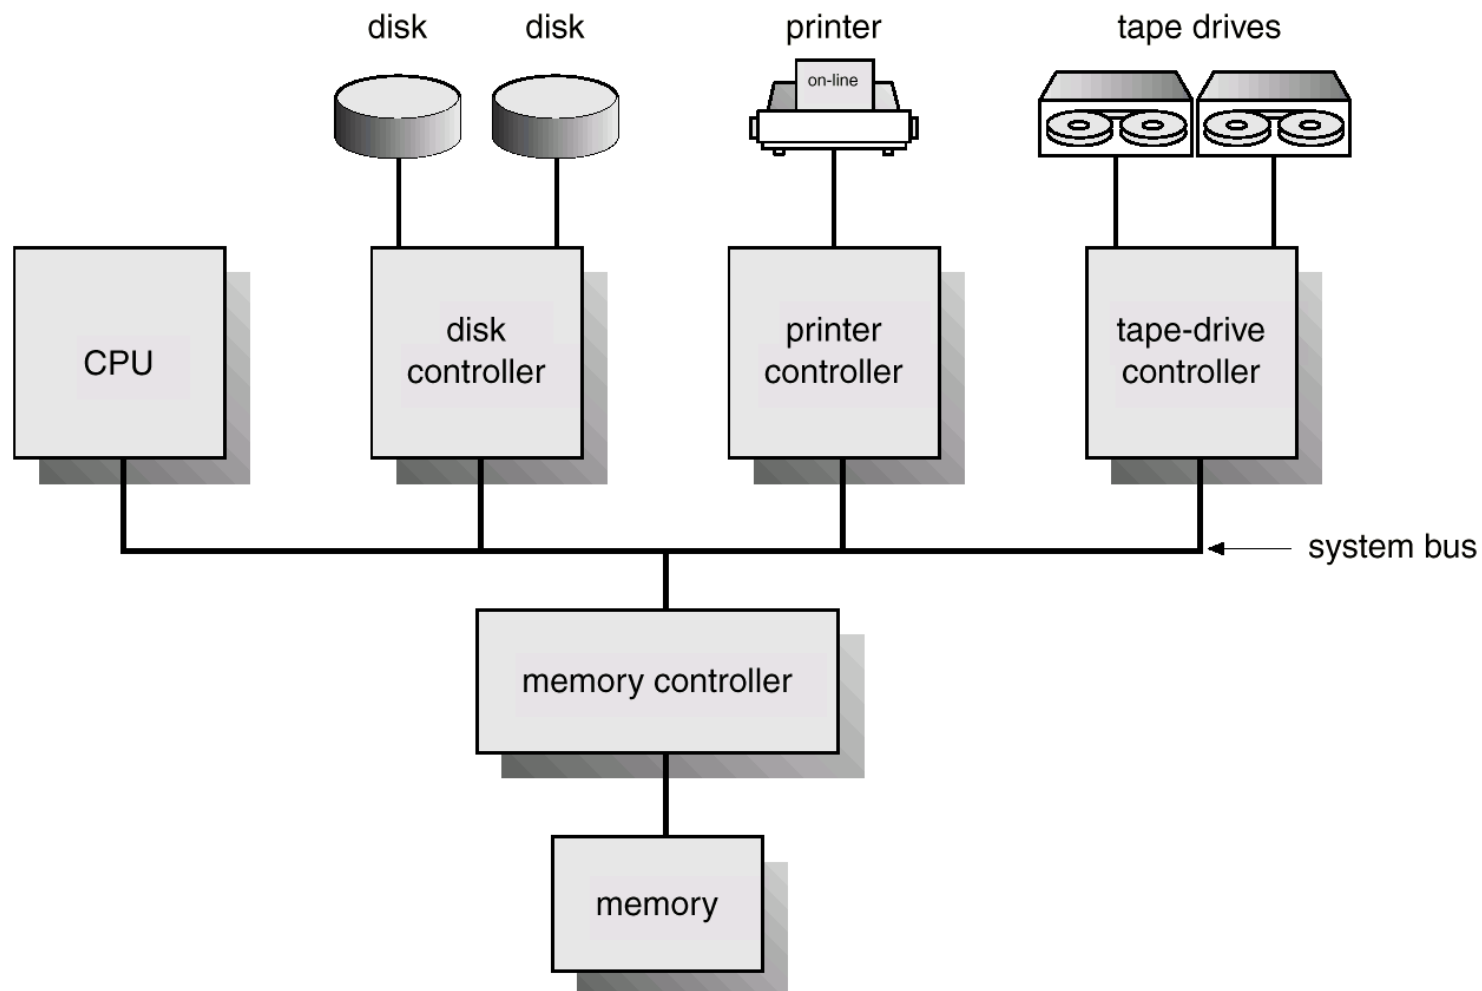 disk
disk
printer
tape drives
on-line
CPU
disk
controller
printer
controller
tape-drive
controller
system bus
memory controller
memory